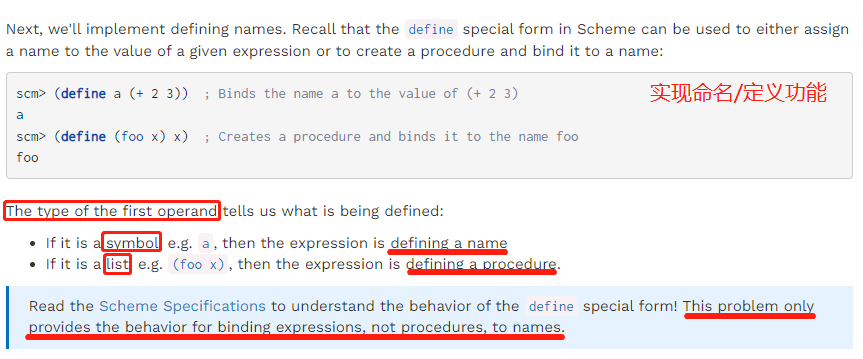 Next, we'll implement defining names. Recall that the define special form in Scheme can be used to either assign
a name to the value of a given expression or to create a procedure and bind it to a name:
scm> (define a (+ 2 3))  ; Binds the name a to the value of (+ 2 3)
实现命名/定义功能
a
scm> (define (foo x) x)  ; Creates a procedure and binds it to the name foo
foo
The type of the first operand tells us what is being defined:
• If it is a symbol, e.g. a, then the expression is defining a name
• If it is a list, e.g. (foo x), then the expression is defining a procedure.
Read the Scheme Specifications to understand the behavior of the define special form! This problem only
provides the behavior for binding expressions, not procedures, to names.